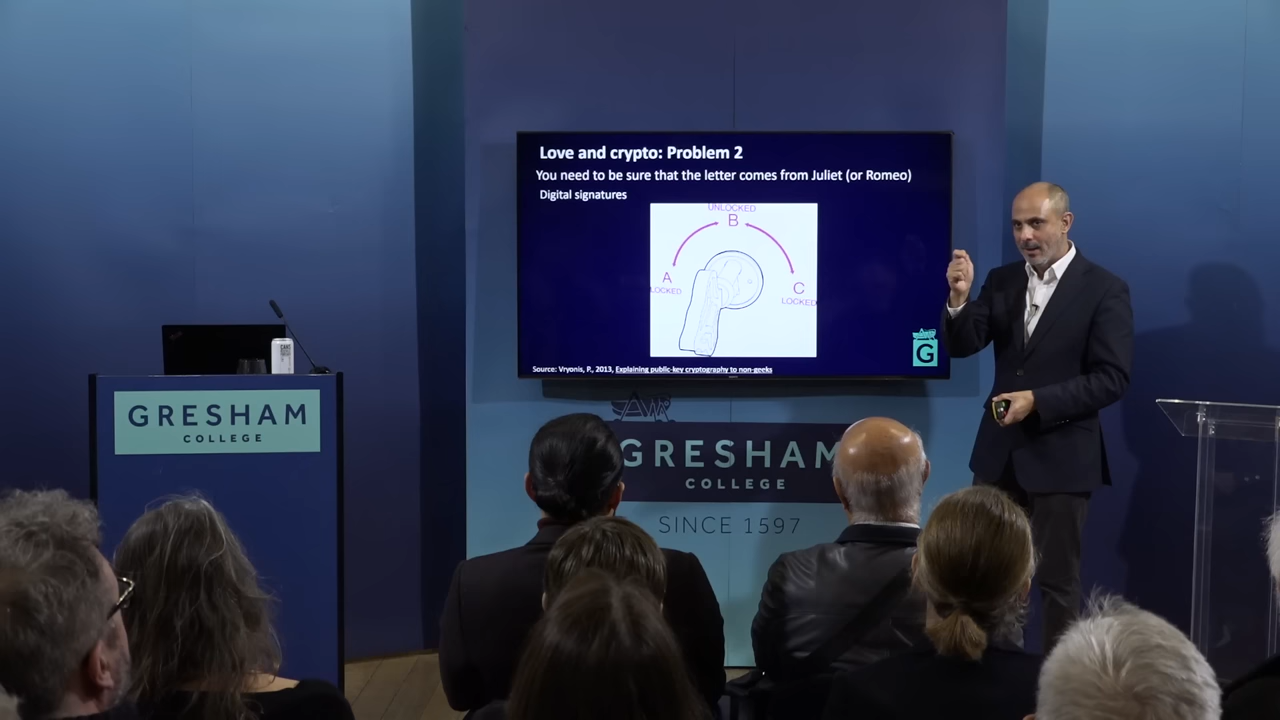 Love and crypto: Problem 2
You need to be sure that the letter comes from Juliet (or Romeo)
Digital signatures
UNLOCKED
B
A
LOCKED
C
LOCKED
G
Source: Vryonis, P., 2013, Explaining public-key cryptography to non-geeks
GRESHAM
COLLEGE
GRESHAM
COLLEGE
SINCE 1597